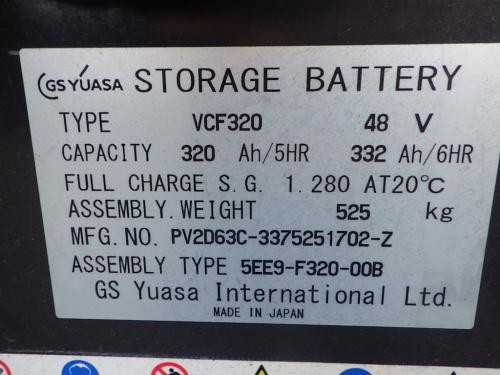 GS YUASA STORAGE BATTERY
TYPE VCF320 48 V
CAPACITY 320 Ah/5HR 332 Ah/6HR
FULL CHARGE S.G. 1.280 AT20℃
ASSEMBLY.WEIGHT 525 kg
MFG.NO. PV2D63C-3375251702-Z
ASSEMBLY TYPE 5EE9-F320-00B
GS Yuasa International Ltd.
MADE IN JAPAN